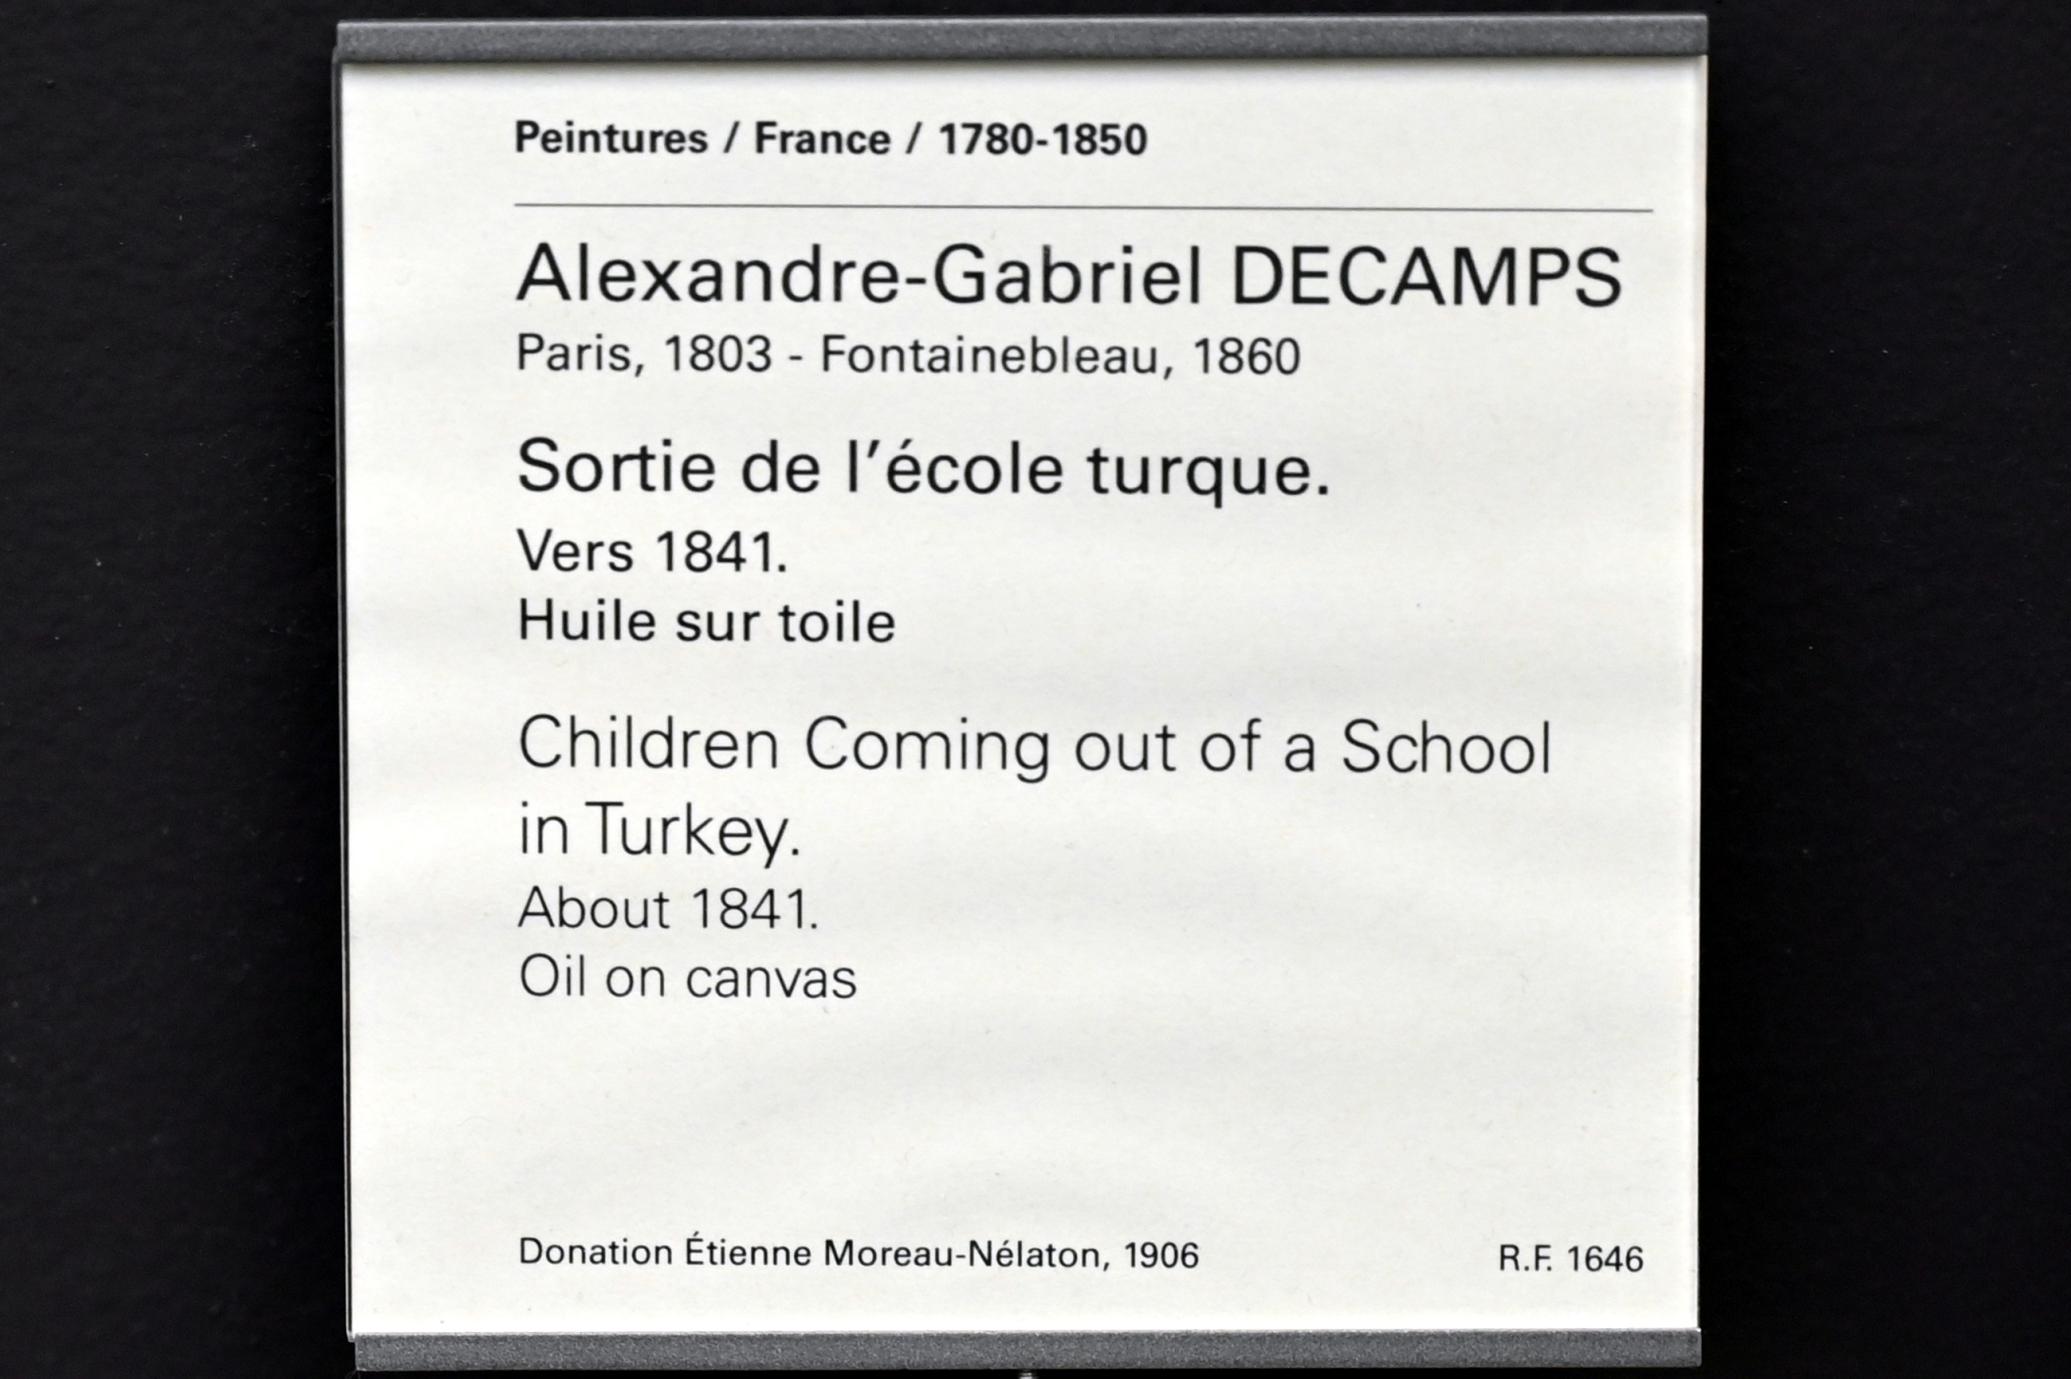 Peintures / France / 1780-1850
Alexandre-Gabriel DECAMPS
Paris, 1803 - Fontainebleau, 1860
Sortie de l'école turque.
Vers 1841.
Huile sur toile
Children Coming out of a School
in Turkey.
About 1841.
Oil on canvas
Donation Étienne Moreau-Nélaton, 1906
R.F. 1646